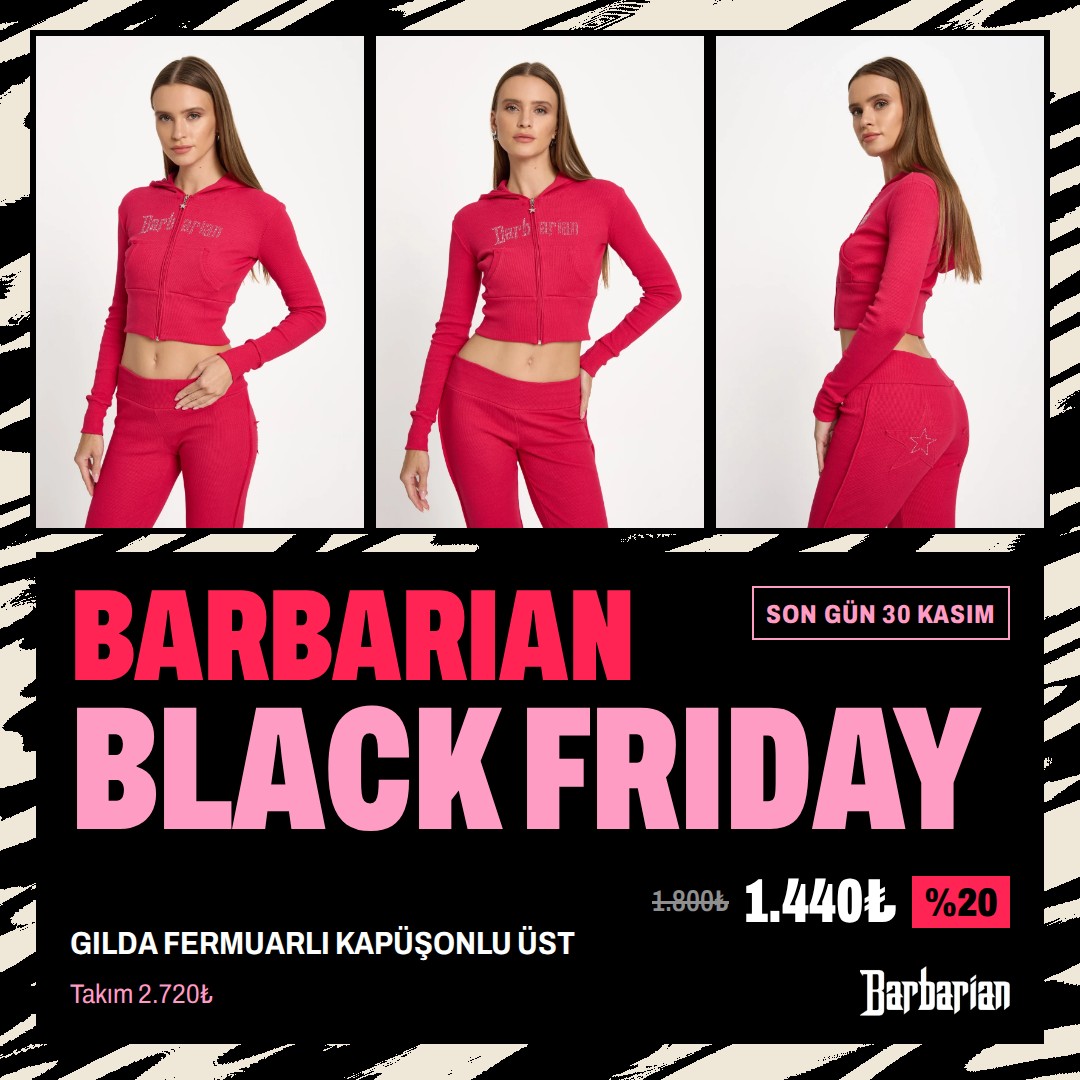 Barbarian
Barbarian
BARBARIAN
SON GÜN 30 KASIM
BLACK FRIDAY
1.800₺ 1.440₺ %20
GILDA FERMUARLI KAPÜŞONLU ÜST
Takım 2.720₺
Barbarian